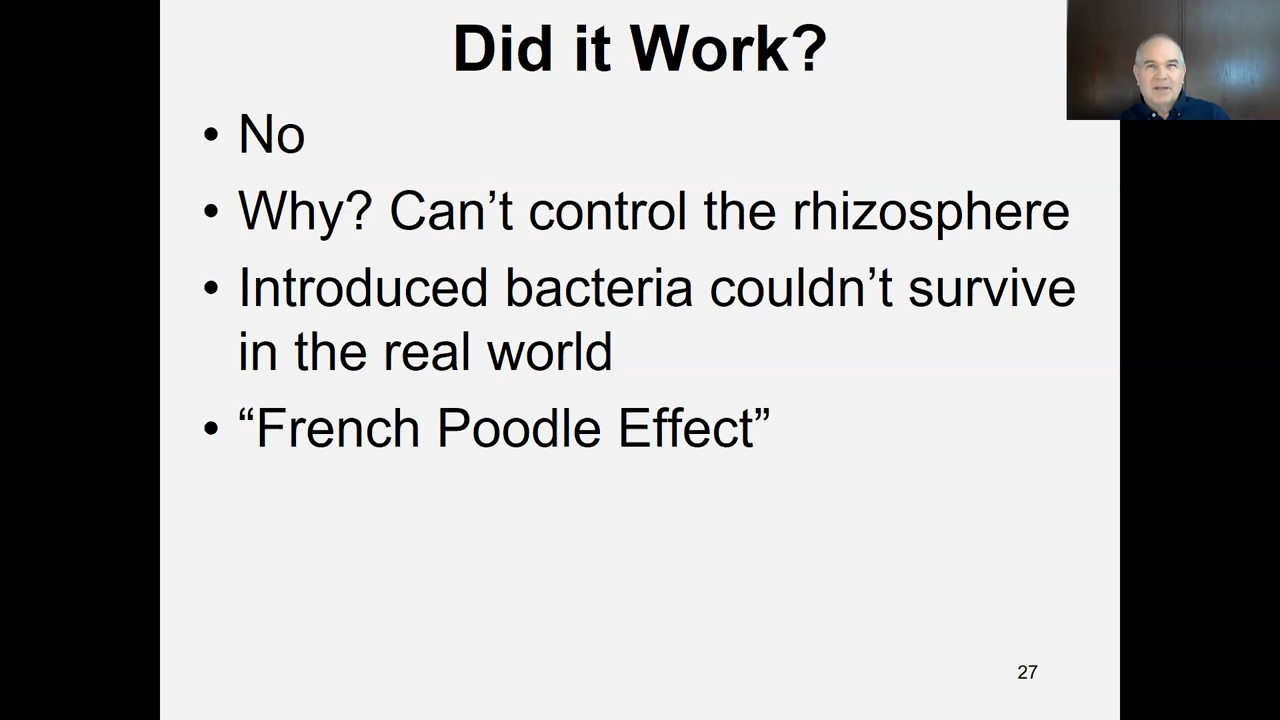 Did it Work?
• No
• Why? Can’t control the rhizosphere
• Introduced bacteria couldn’t survive
in the real world
• “French Poodle Effect”
27